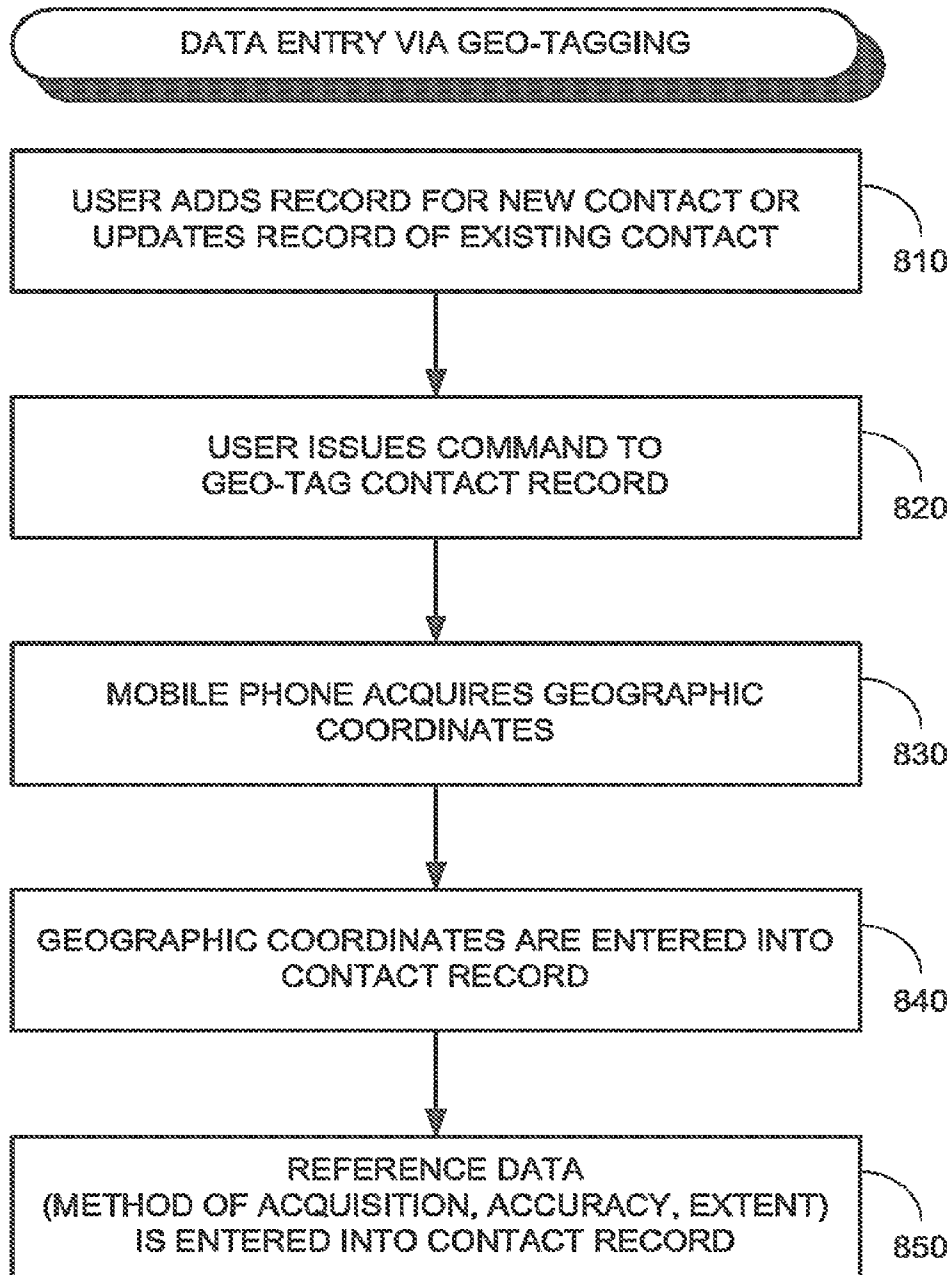 DATA ENTRY VIA GEO-TAGGING
USER ADDS RECORD FOR NEW CONTACT OR
UPDATES RECORD OF EXISTING CONTACT
810
USER ISSUES COMMAND TO
GEO-TAG CONTACT RECORD
820
MOBILE PHONE ACQUIRES GEOGRAPHIC
COORDINATES
830
GEOGRAPHIC COORDINATES ARE ENTERED INTO
CONTACT RECORD
840
REFERENCE DATA
(METHOD OF ACQUISITION, ACCURACY, EXTENT)
IS ENTERED INTO CONTACT RECORD
850